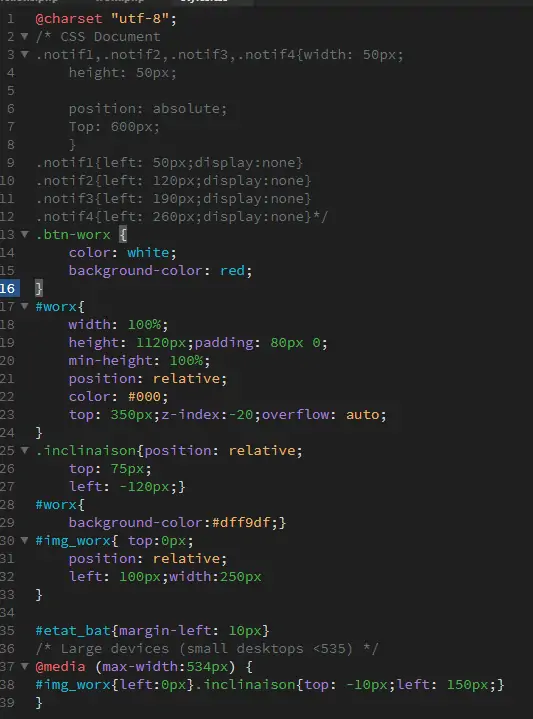 1 @charset "utf-8";
2 /* CSS Document
3 .notif1,.notif2,.notif3,.notif4{width: 50px;
4 height: 50px;
5
6 position: absolute;
7 Top: 600px;
8 }
9 .notif1{left: 50px;display:none}
10 .notif2{left: 120px;display:none}
11 .notif3{left: 190px;display:none}
12 .notif4{left: 260px;display:none}*/
13 .btn-worx {
14 color: white;
15 background-color: red;
16 }
17 #worx{
18 width: 100%;
19 height: 1120px;padding: 80px 0;
20 min-height: 100%;
21 position: relative;
22 color: #000;
23 top: 350px;z-index:-20;overflow: auto;
24 }
25 .inclinaison{position: relative;
26 top: 75px;
27 left: -120px;}
28 #worx{
29 background-color:#dff9df;}
30 #img_worx{ top:0px;
31 position: relative;
32 left: 100px;width:250px
33 }
34
35 #etat_bat{margin-left: 10px}
36 /* Large devices (small desktops <535) */
37 @media (max-width:534px) {
38 #img_worx{left:0px}.inclinaison{top: -10px;left: 150px;}
39 }